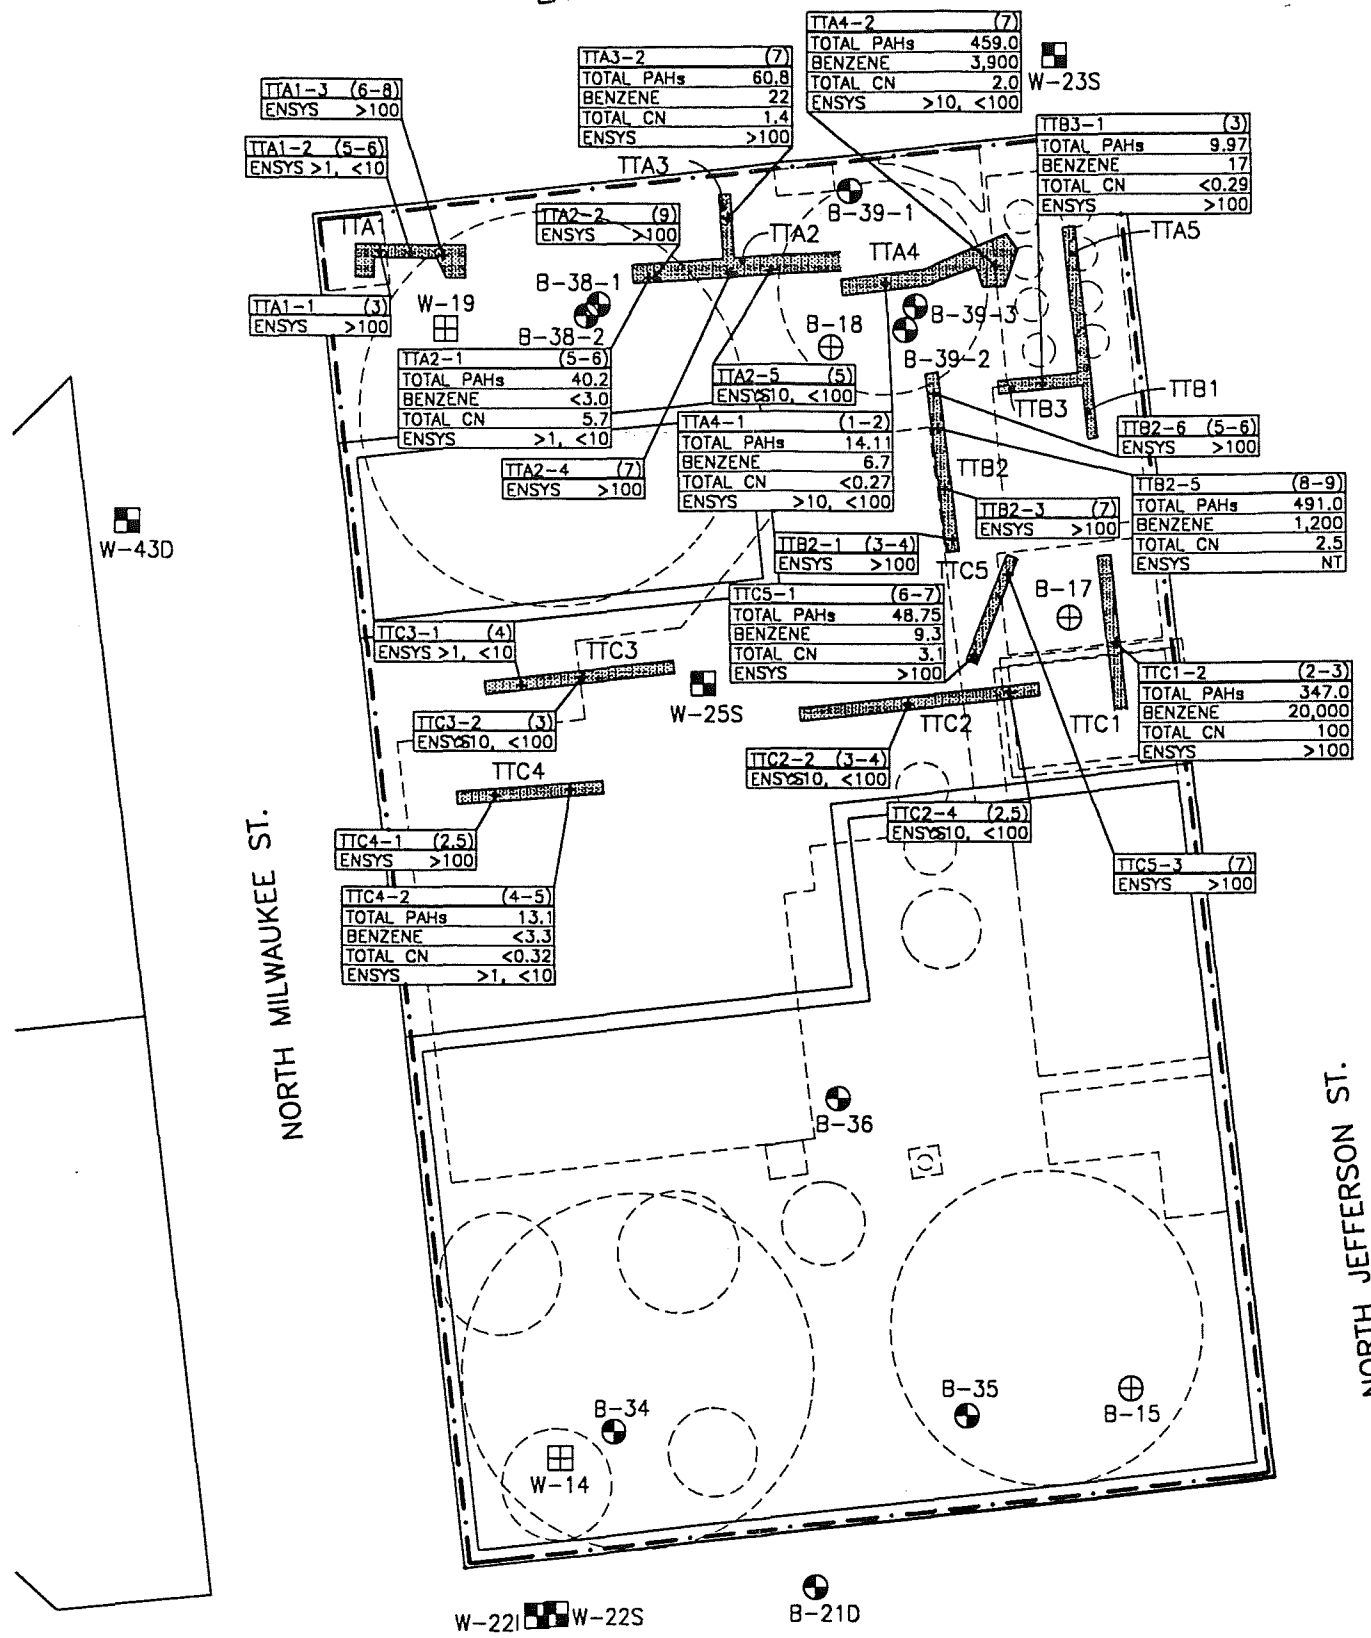 TTA4-2 (7)
TOTAL PAHs 459.0
BENZENE 3,900
TOTAL CN 2.0
ENSYS >10, <100
W-23S
TTA3-2 (7)
TOTAL PAHs 60.8
BENZENE 22
TOTAL CN 1.4
ENSYS >100
TTA1-3 (6-8)
ENSYS >100
TTA1-2 (5-6)
ENSYS >1, <10
TTB3-1 (3)
TOTAL PAHs 9.97
BENZENE 17
TOTAL CN <0.29
ENSYS >100
TTA3
B-39-1
TTA2-2 (9)
ENSYS >100
TTA1
TTA2
TTA4
TTA5
TTA1-1 (3)
ENSYS >100
W-19
B-38-1
B-38-2
B-18
B-39-3
B-39-2
TTA2-1 (5-6)
TOTAL PAHs 40.2
BENZENE <3.0
TOTAL CN 5.7
ENSYS >1, <10
TTA2-5 (5)
ENSYS10, <100
TTB3
TTB1
TTA4-1 (1-2)
TOTAL PAHs 14.11
BENZENE 6.7
TOTAL CN <0.27
ENSYS >10, <100
TTB2-6 (5-6)
ENSYS >100
TTA2-4 (7)
ENSYS >100
TTB2
TTB2-5 (8-9)
TOTAL PAHs 491.0
BENZENE 1,200
TOTAL CN 2.5
ENSYS NT
TTB2-3 (7)
ENSYS >100
W-43D
TTB2-1 (3-4)
ENSYS >100
TTC5
B-17
TTC5-1 (6-7)
TOTAL PAHs 48.75
BENZENE 9.3
TOTAL CN 3.1
ENSYS >100
TTC3-1 (4)
ENSYS >1, <10
TTC3
TTC1-2 (2-3)
TOTAL PAHs 347.0
BENZENE 20,000
TOTAL CN 100
ENSYS >100
W-25S
TTC3-2 (3)
ENSYS10, <100
TTC2
TTC1
TTC2-2 (3-4)
ENSYS10, <100
TTC4
TTC2-4 (2.5)
ENSYS10, <100
TTC4-1 (2.5)
ENSYS >100
TTC5-3 (7)
ENSYS >100
TTC4-2 (4-5)
TOTAL PAHs 13.1
BENZENE <3.3
TOTAL CN <0.32
ENSYS >1, <10
NORTH MILWAUKEE ST.
B-36
NORTH JEFFERSON ST.
B-34
W-14
B-35
B-15
W-22I
W-22S
B-21D